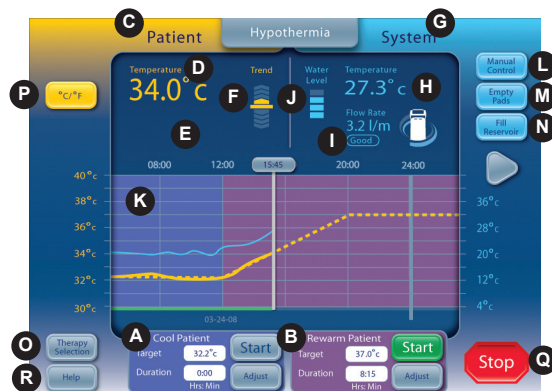 C
G
Patient
Hypothermia
System
D
Temperature
34.0°c
Trend
F
J
Water
Level
Temperature
27.3°c
H
Flow Rate
3.2 l/m
Good
I
E
P
°C/°F
Manual
Control
L
Empty
Pads
M
Fill
Reservoir
N
08:00 12:00 15:45 20:00 24:00
K
40°c
38°c
36°c
34°c
32°c
30°c
36°c
28°c
20°c
12°c
4°c
03-24-08
A
Cool Patient
Target 32.2°c Start
Duration 0:00 Adjust
Hrs: Min
B
Rewarm Patient
Target 37.0°c Start
Duration 8:15 Adjust
Hrs: Min
O
Therapy
Selection
R
Help
Stop
Q